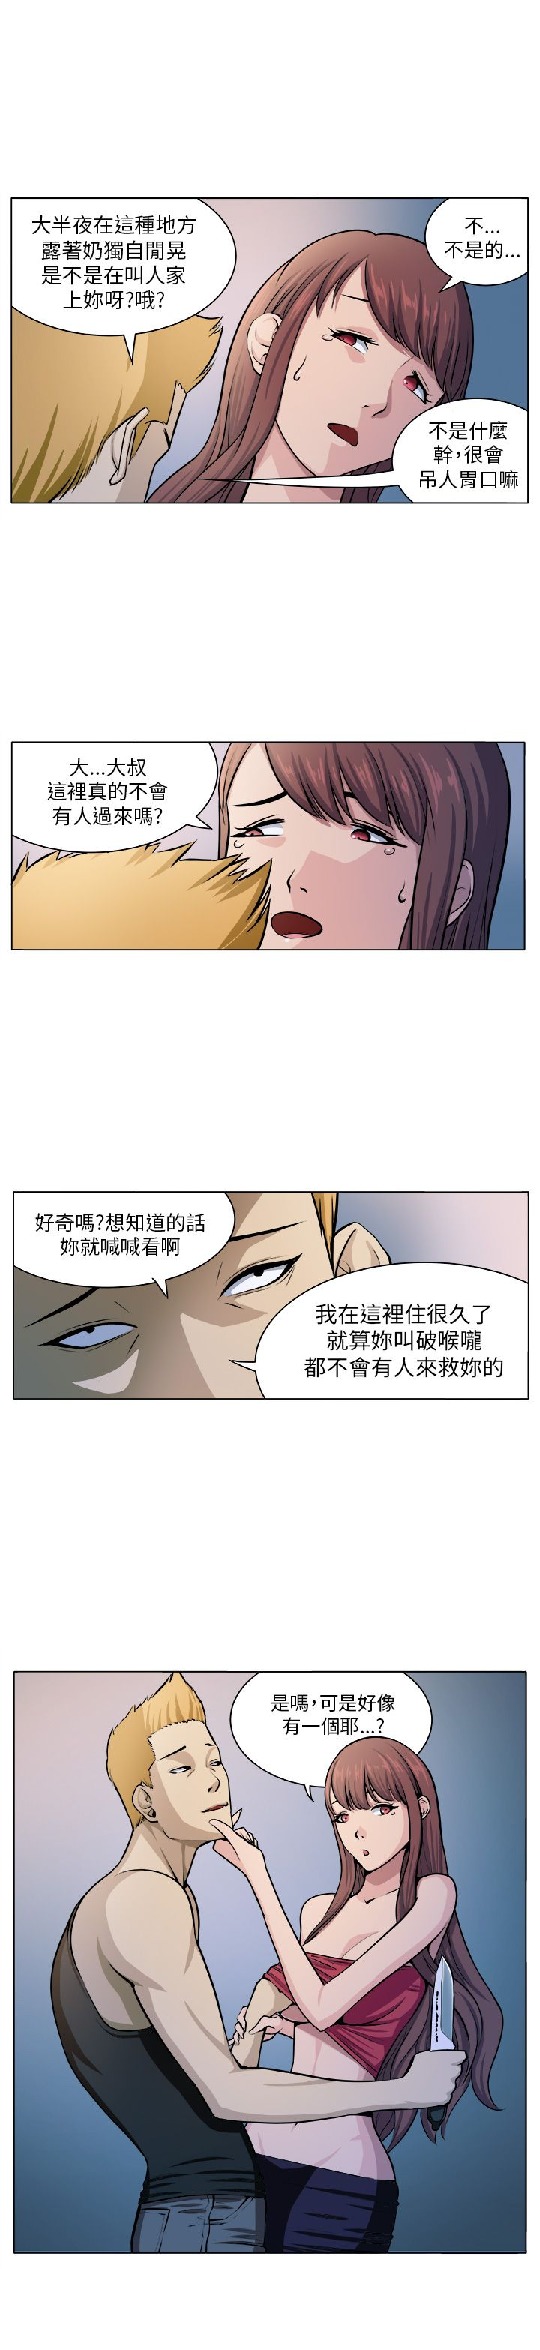 大半夜在這種地方
露著奶獨自閒晃
是不是在叫人家
上妳呀?哦?
不...
不是的...
不是什麼
幹,很會
吊人胃口嘛
大...大叔
這裡真的不會
有人過來嗎?
好奇嗎?想知道的話
妳就喊喊看啊
我在這裡住很久了
就算妳叫破喉嚨
都不會有人來救妳的
是嗎,可是好像
有一個耶...?